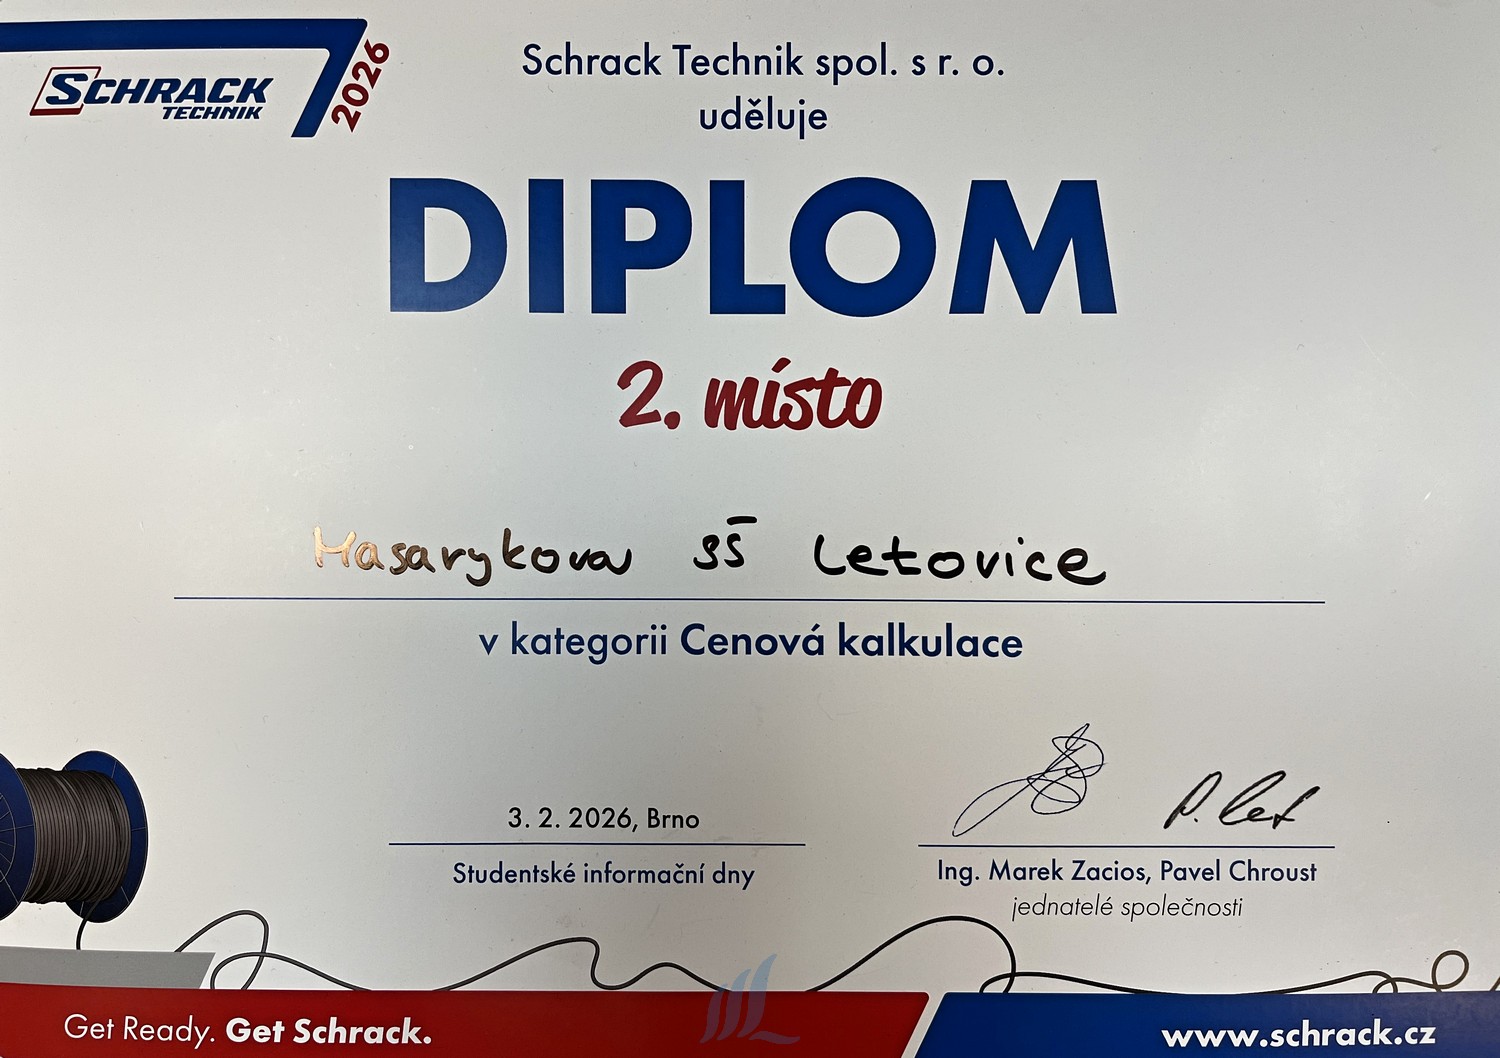 SCHRACK
TECHNIK
2026
Schrack Technik spol. s r. o.
uděluje
DIPLOM
2. místo
Masarykova SŠ Letovice
v kategorii Cenová kalkulace
3. 2. 2026, Brno
Studentské informační dny
Ing. Marek Zacios, Pavel Chroust
jednatelé společnosti
Get Ready. Get Schrack.
www.schrack.cz